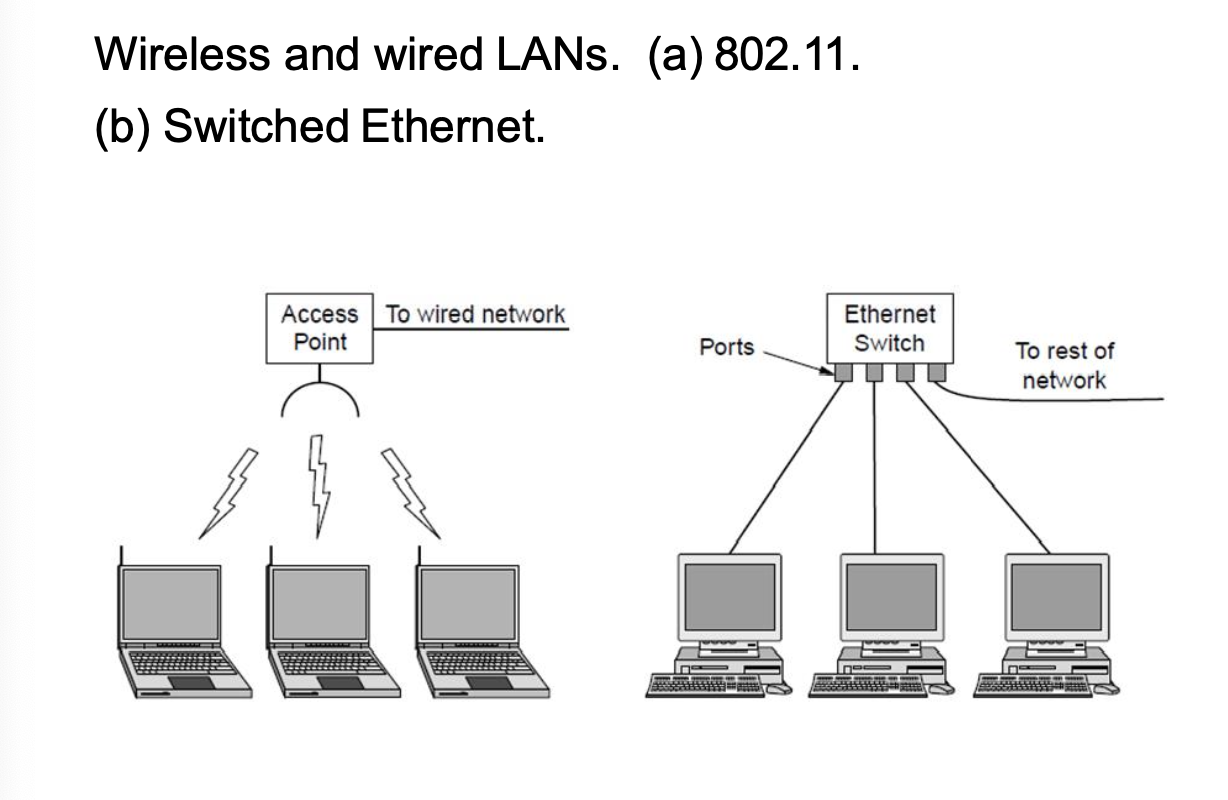 Wireless and wired LANs. (a) 802.11.
(b) Switched Ethernet.
Access
Point
To wired network
Ports
Ethernet
Switch
To rest of
network